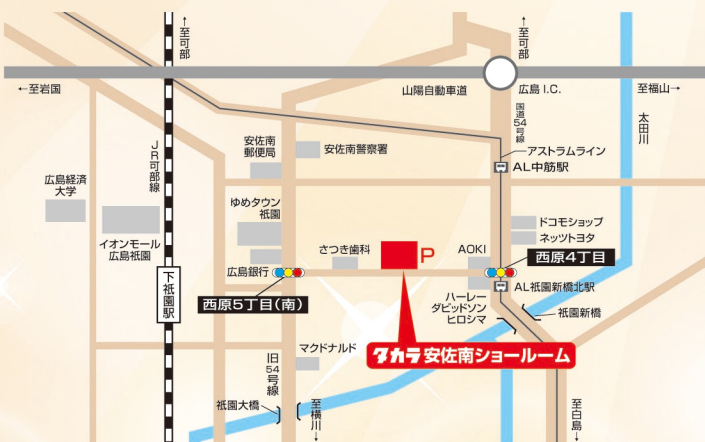 ←至可部
←至可部
←至岩国
山陽自動車道
広島 I.C.
至福山→
国道54号線
太田川
JR可部線
安佐南
郵便局
安佐南警察署
アストラムライン
AL中筋駅
広島経済
大学
イオンモール
広島祇園
ゆめタウン
祇園
ドコモショップ
ネッツトヨタ
さつき歯科
P
AOKI
西原4丁目
広島銀行
西原5丁目(南)
下祇園駅
AL祇園新橋北駅
ハーレー
ダビッドソン
ヒロシマ
祇園新橋
タカラ 安佐南ショールーム
マクドナルド
旧54号線
祇園大橋
至横川→
至白島→